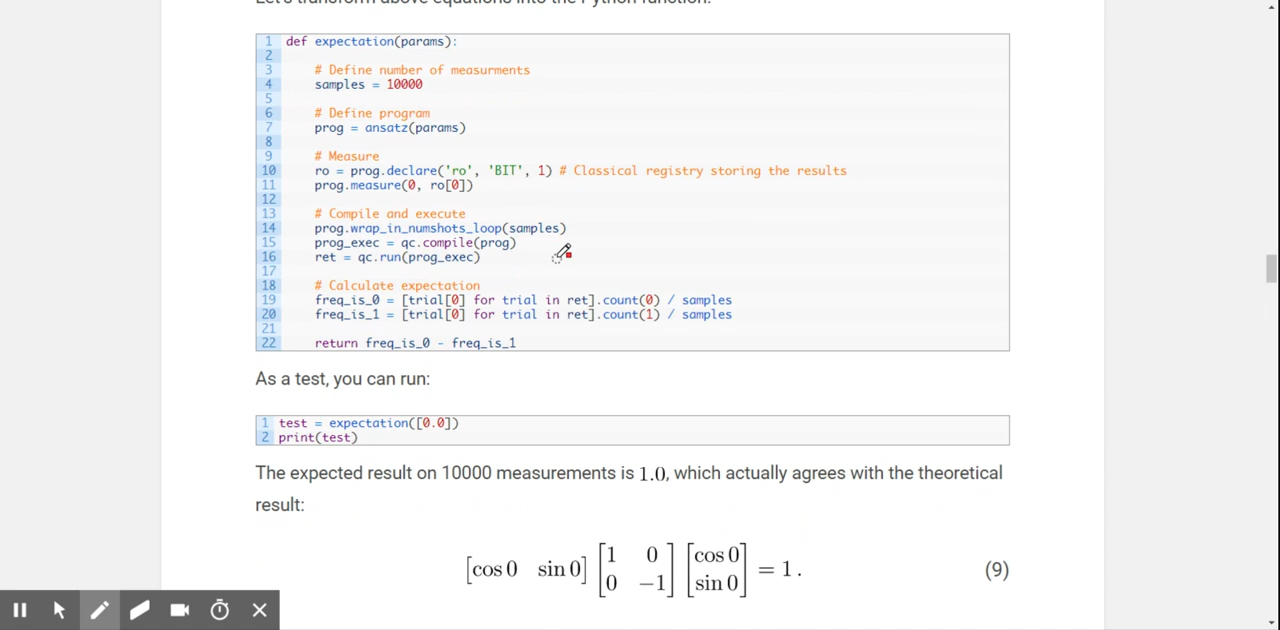 Let's transform above equations into the Python function:
1 def expectation(params):
2
3 # Define number of measurments
4 samples = 10000
5
6 # Define program
7 prog = ansatz(params)
8
9 # Measure
10 ro = prog.declare('ro', 'BIT', 1) # Classical registry storing the results
11 prog.measure(0, ro[0])
12
13 # Compile and execute
14 prog.wrap_in_numshots_loop(samples)
15 prog_exec = qc.compile(prog)
16 ret = qc.run(prog_exec)
17
18 # Calculate expectation
19 freq_is_0 = [trial[0] for trial in ret].count(0) / samples
20 freq_is_1 = [trial[0] for trial in ret].count(1) / samples
21
22 return freq_is_0 - freq_is_1
As a test, you can run:
1 test = expectation([0.0])
2 print(test)
The expected result on 10000 measurements is 1.0, which actually agrees with the theoretical
result:
[cos 0 sin 0] [1 0] [cos 0] = 1 . (9)
[0 −1] [sin 0]